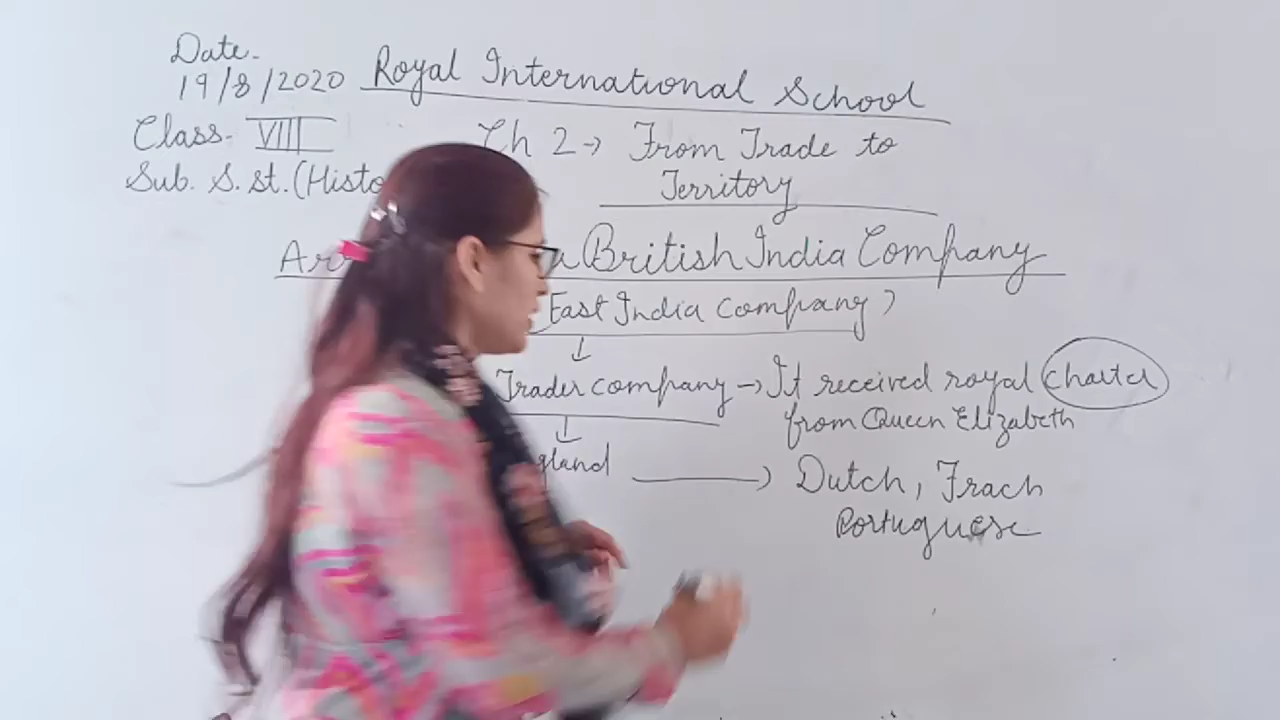 Date-
19/8/2020 Royal International School
Class- VIII Ch 2→ From Trade to
Sub. S.st.(Histo Territory
British India Company
East India Company)
↓
Trader company → It received royal charter
↓ from Queen Elizabeth
gland → Dutch, Frach
Portuguese